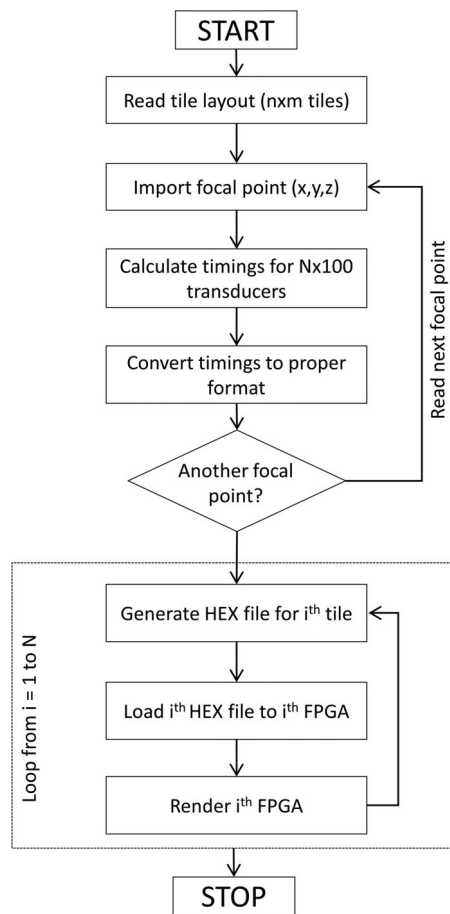 START
Read tile layout (nxm tiles)
Import focal point (x,y,z)
Calculate timings for Nx100
transducers
Convert timings to proper
format
Another focal
point?
Read next focal point
Loop from i = 1 to N
Generate HEX file for iᵗʰ tile
Load iᵗʰ HEX file to iᵗʰ FPGA
Render iᵗʰ FPGA
STOP